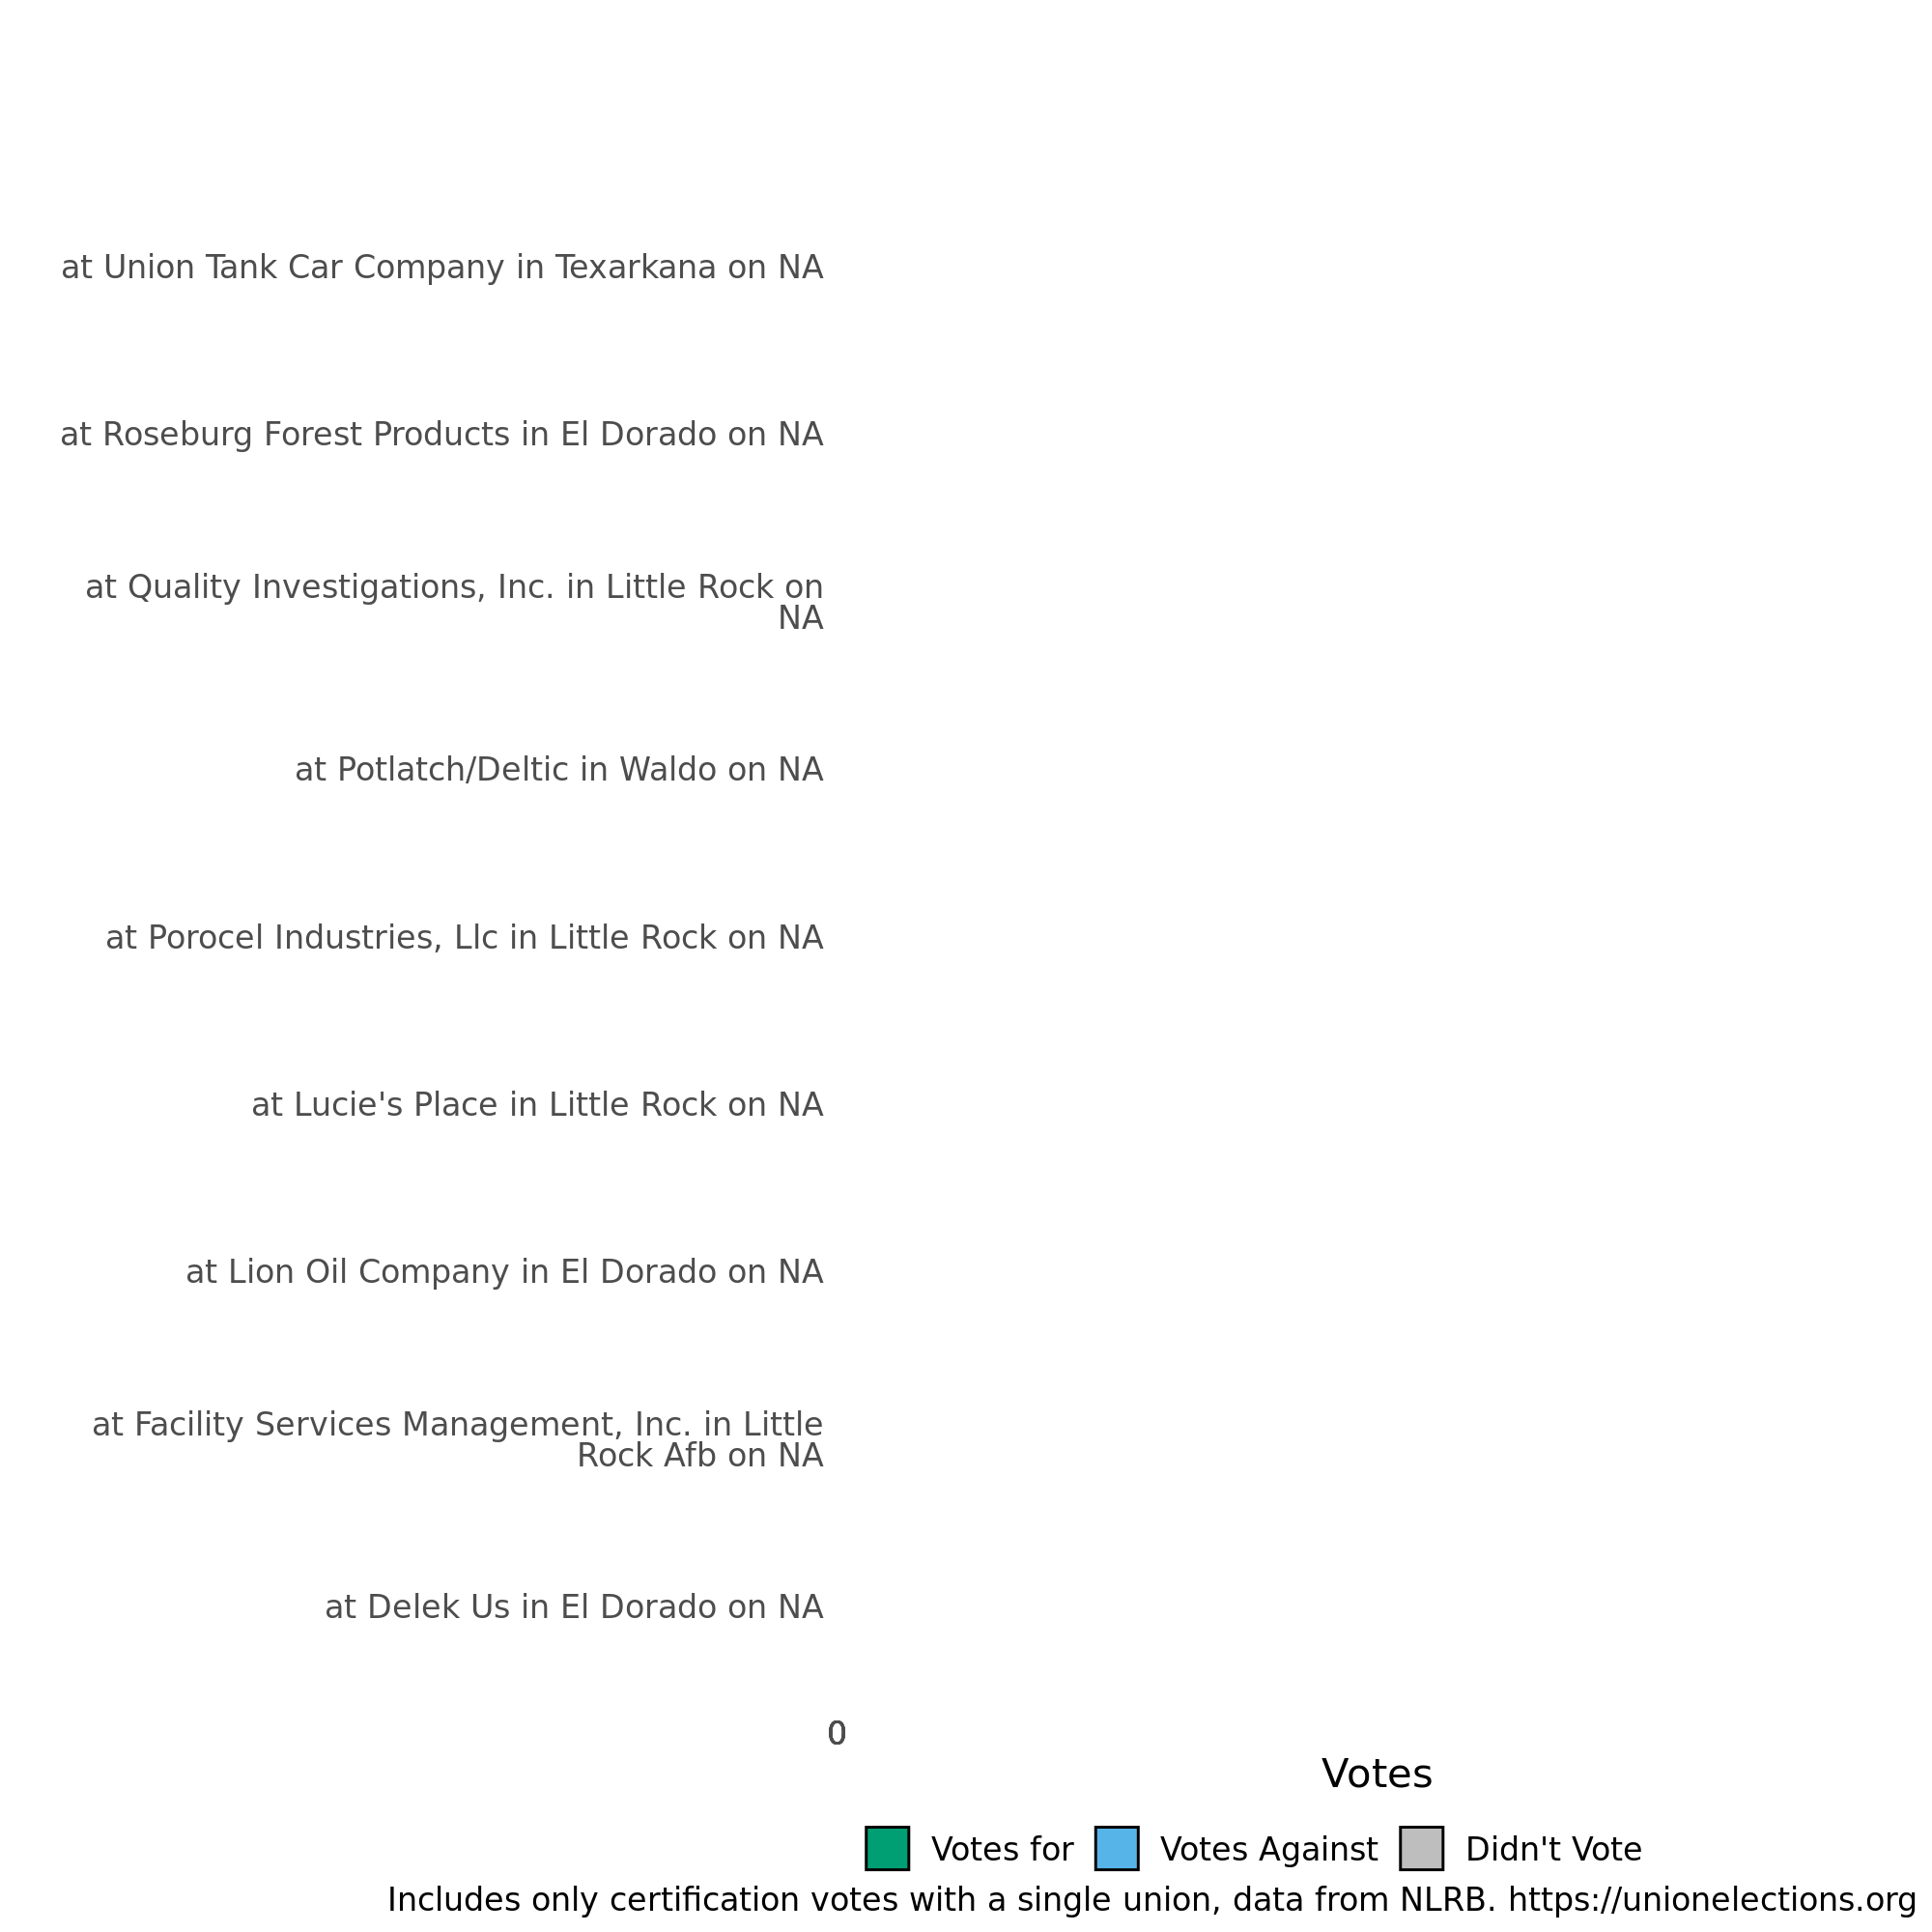 at Union Tank Car Company in Texarkana on NA
at Roseburg Forest Products in El Dorado on NA
at Quality Investigations, Inc. in Little Rock on
NA
at Potlatch/Deltic in Waldo on NA
at Porocel Industries, Llc in Little Rock on NA
at Lucie's Place in Little Rock on NA
at Lion Oil Company in El Dorado on NA
at Facility Services Management, Inc. in Little
Rock Afb on NA
at Delek Us in El Dorado on NA
0
Votes
Votes for Votes Against Didn't Vote
Includes only certification votes with a single union, data from NLRB. https://unionelections.org